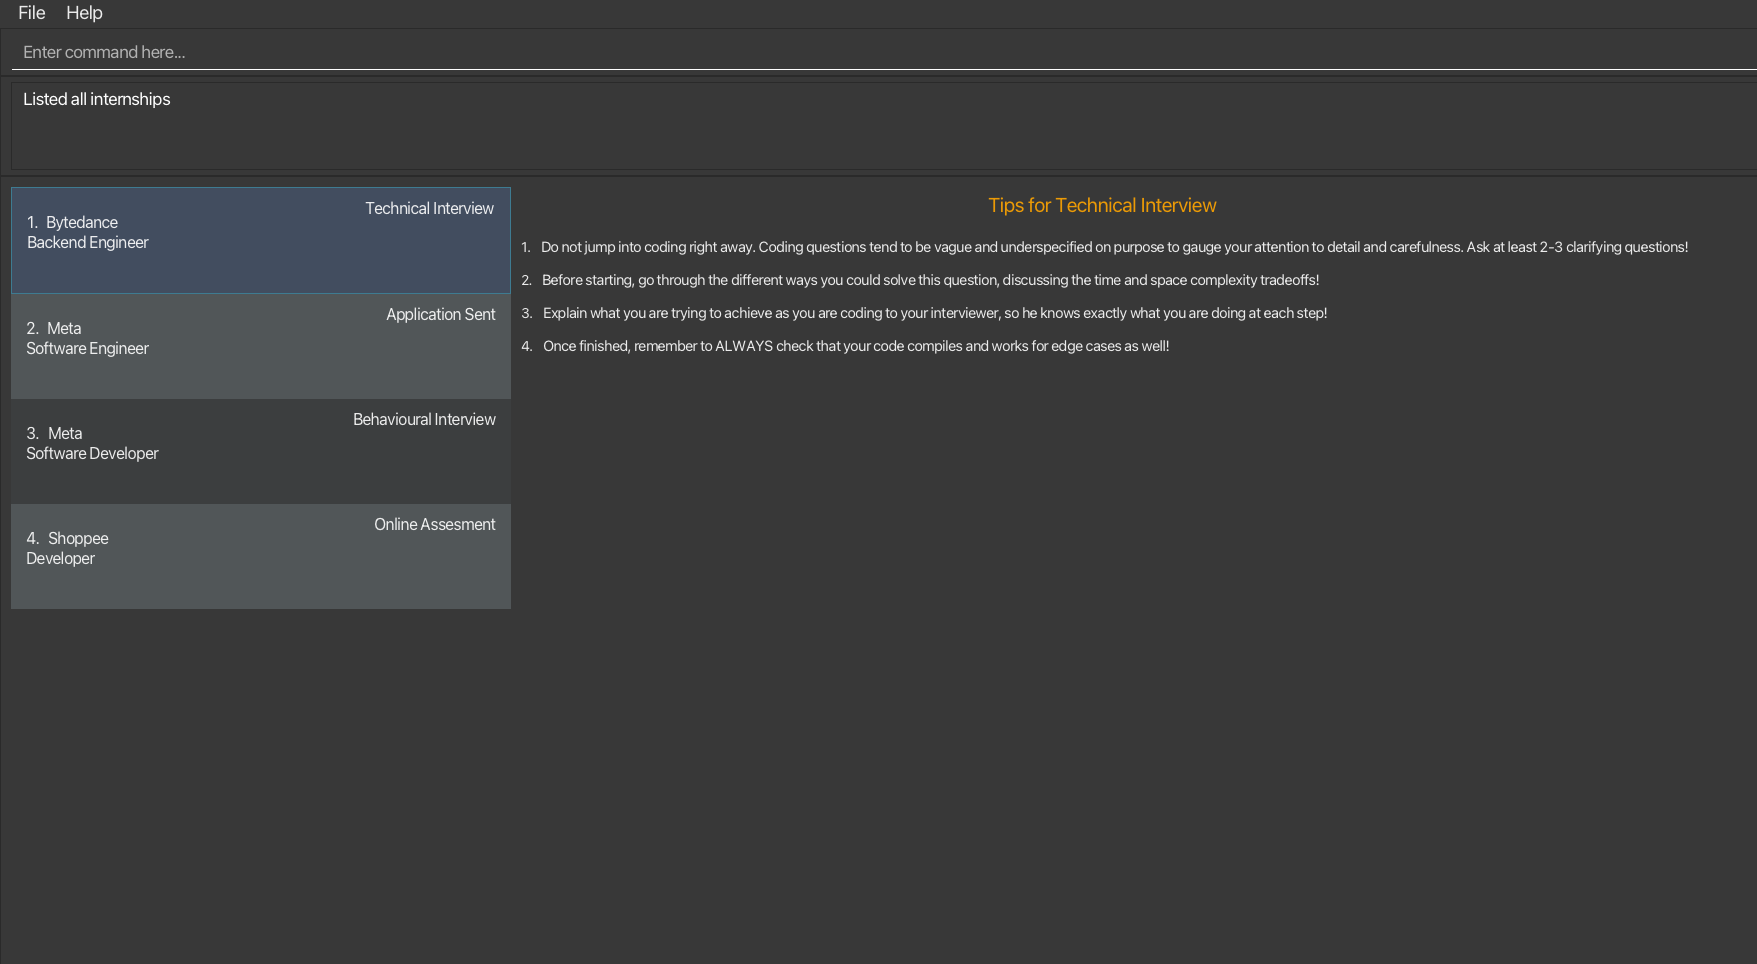 File Help
Enter command here...
Listed all internships
Technical Interview
1. Bytedance
Backend Engineer
Application Sent
2. Meta
Software Engineer
Behavioural Interview
3. Meta
Software Developer
Online Assesment
4. Shoppee
Developer
Tips for Technical Interview
1. Do not jump into coding right away. Coding questions tend to be vague and underspecified on purpose to gauge your attention to detail and carefulness. Ask at least 2-3 clarifying questions!
2. Before starting, go through the different ways you could solve this question, discussing the time and space complexity tradeoffs!
3. Explain what you are trying to achieve as you are coding to your interviewer, so he knows exactly what you are doing at each step!
4. Once finished, remember to ALWAYS check that your code compiles and works for edge cases as well!